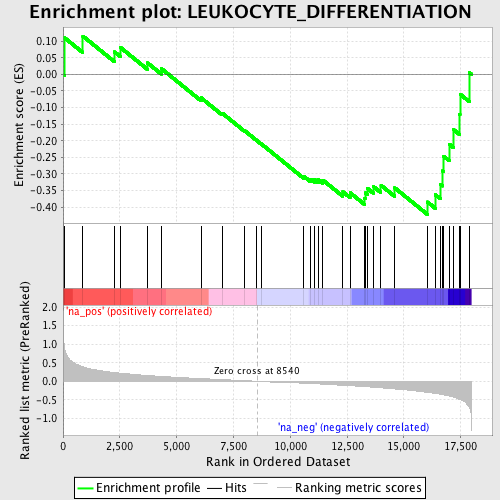 Enrichment plot: LEUKOCYTE_DIFFERENTIATION
Enrichment score (ES)
0.10
0.05
0.00
-0.05
-0.10
-0.15
-0.20
-0.25
-0.30
-0.35
-0.40
'na_pos' (positively correlated)
Ranked list metric (PreRanked)
2.0
1.5
1.0
0.5
0.0
-0.5
-1.0
Zero cross at 8540
'na_neg' (negatively correlated)
0 2,500 5,000 7,500 10,000 12,500 15,000 17,500
Rank in Ordered Dataset
Enrichment profile Hits Ranking metric scores